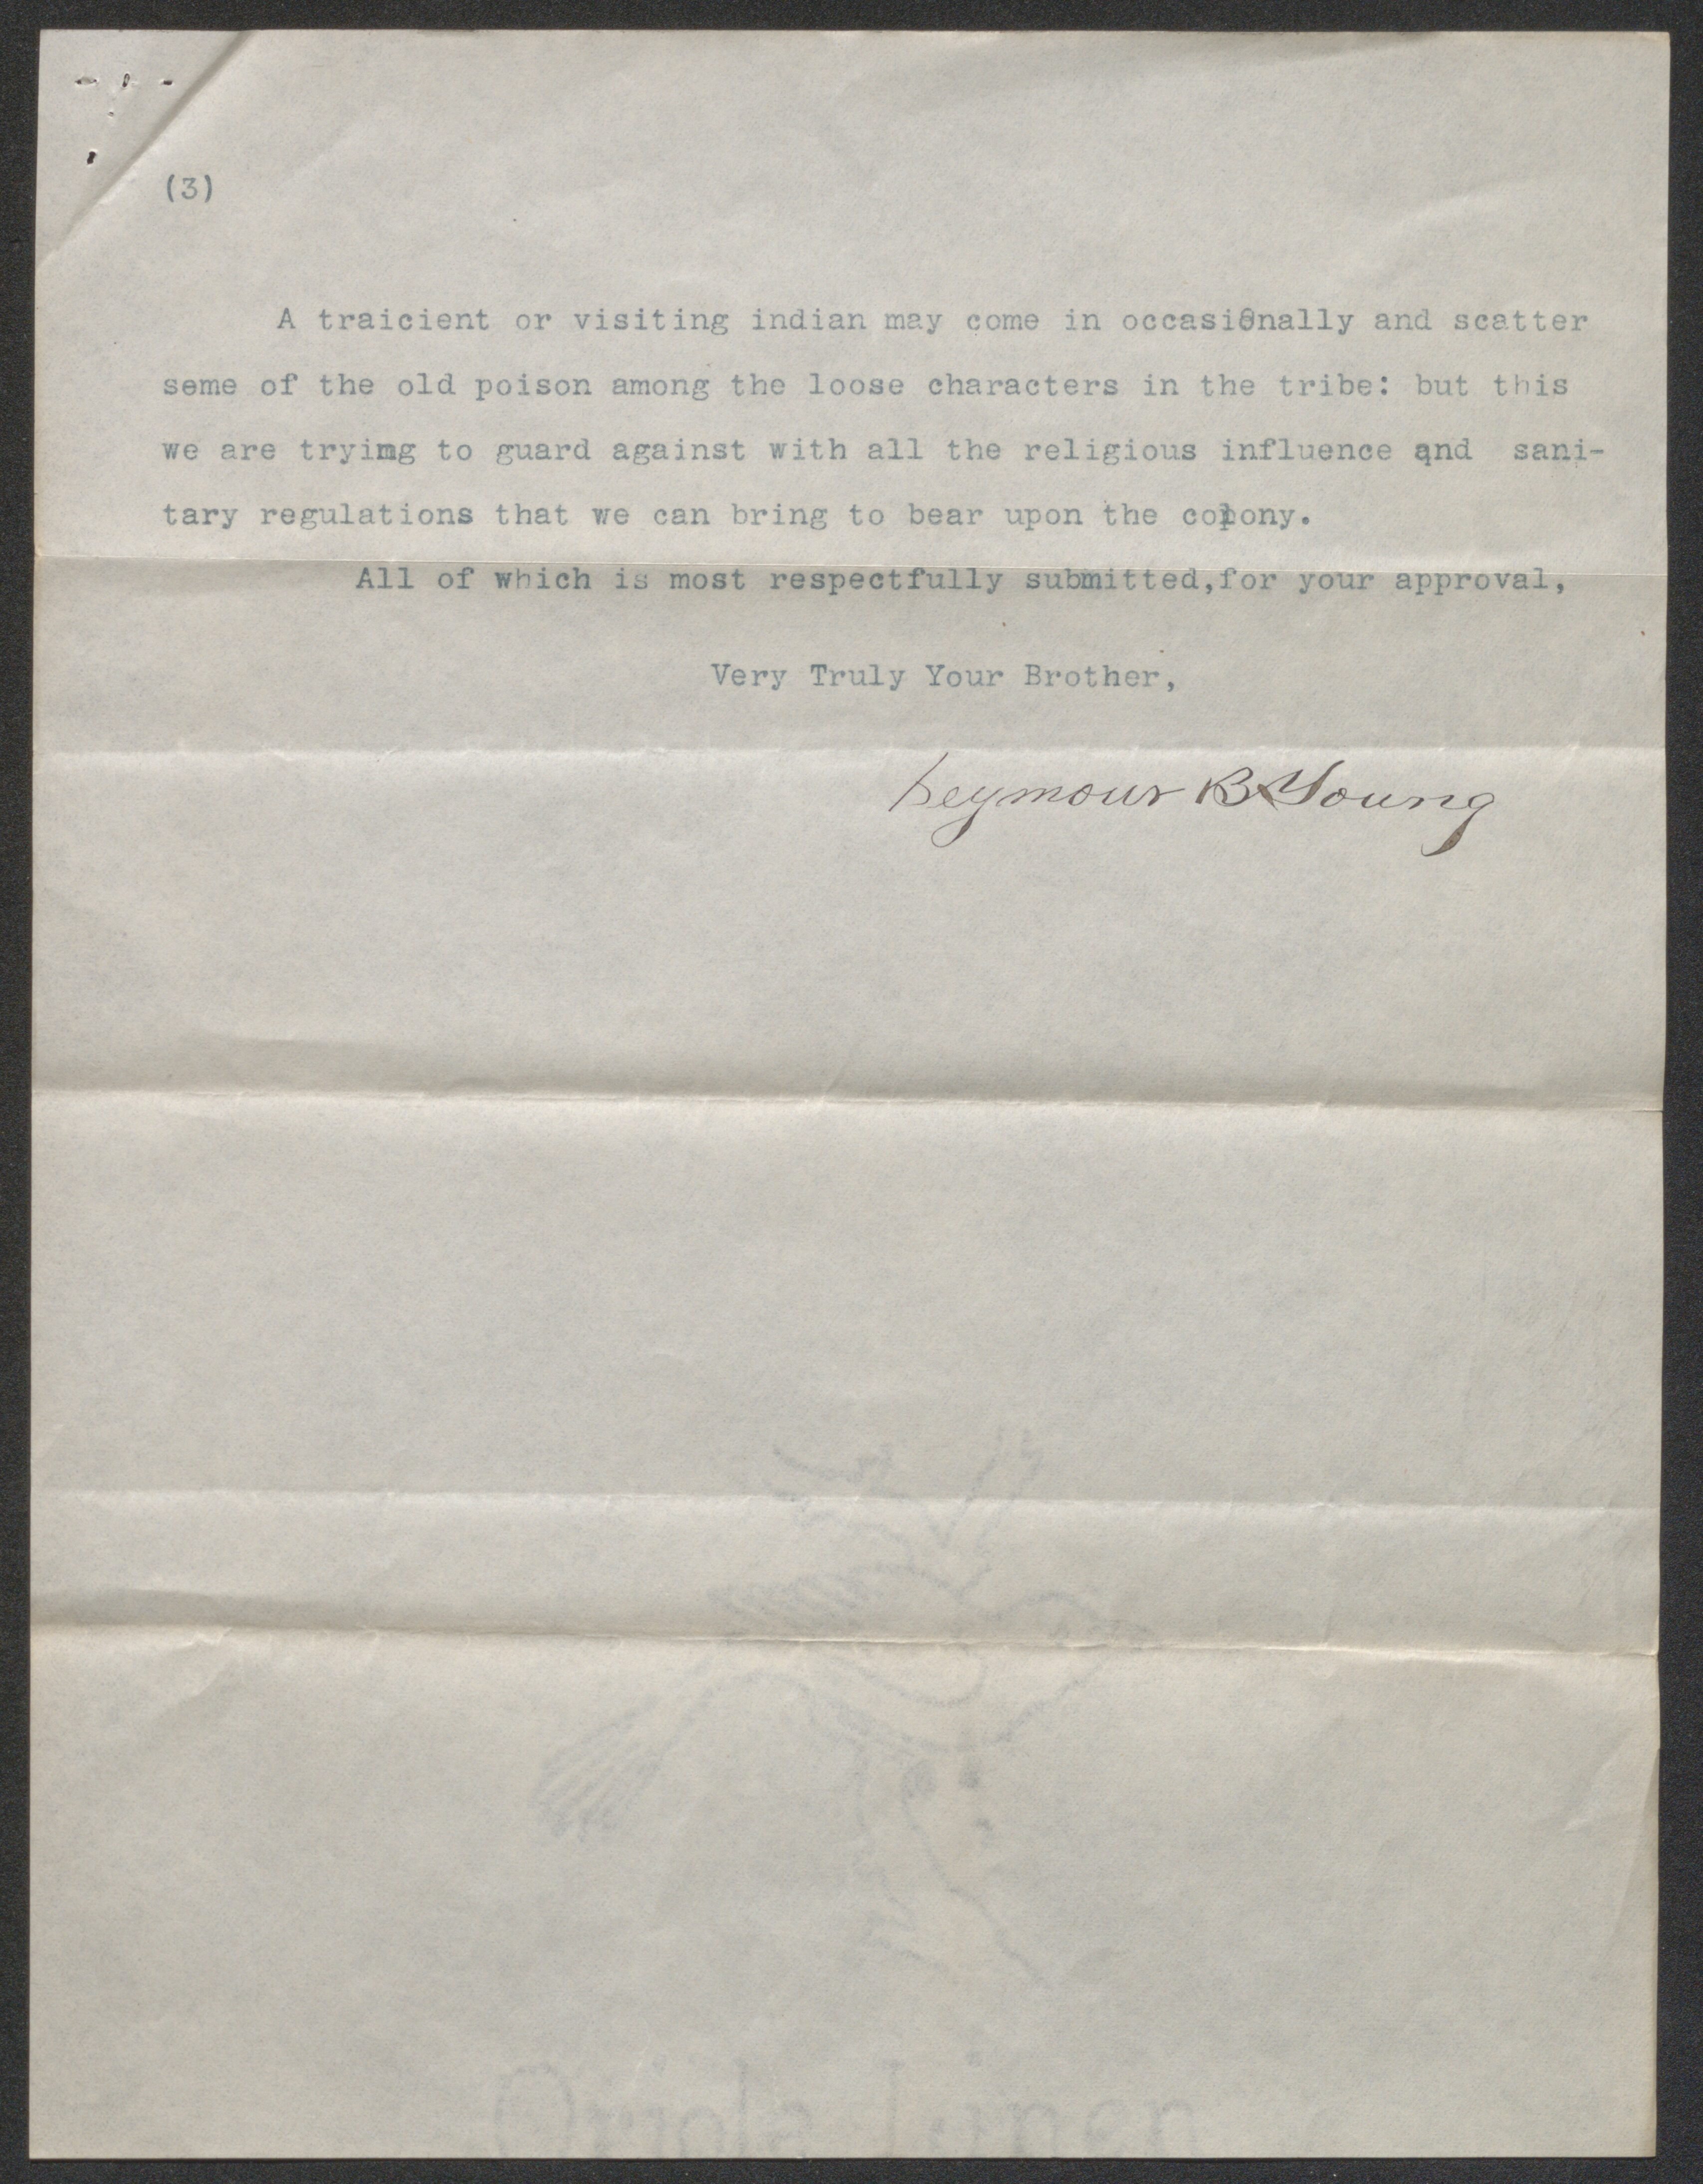 (3)
A traicient or visiting indian may come in occasionally and scatter
seme of the old poison among the loose characters in the tribe: but this
we are tryimg to guard against with all the religious influence and sani-
tary regulations that we can bring to bear upon the colony.
All of which is most respectfully submitted,for your approval,
Very Truly Your Brother,
Seymour B Young
Oriole Linen